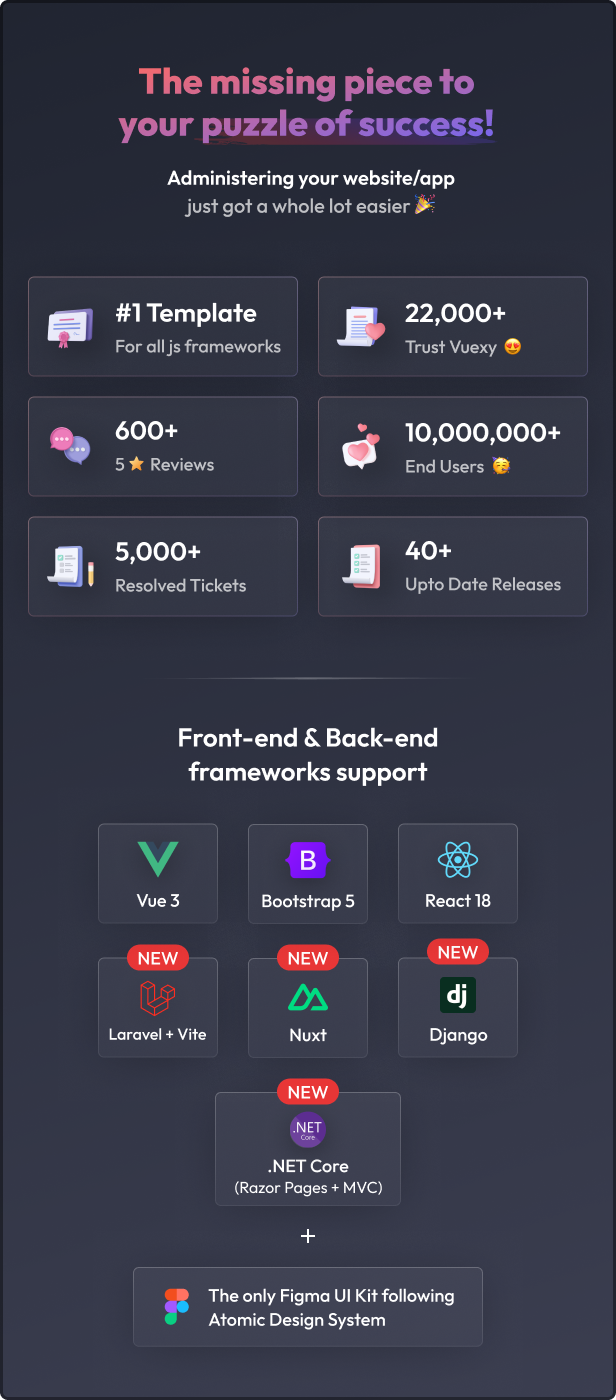 The missing piece to
your puzzle of success!
Administering your website/app
just got a whole lot easier 🎉
#1 Template
For all js frameworks
22,000+
Trust Vuexy 😍
600+
5 ⭐ Reviews
10,000,000+
End Users 🥳
5,000+
Resolved Tickets
40+
Upto Date Releases
Front-end & Back-end
frameworks support
Vue 3
B
Bootstrap 5
React 18
NEW
Laravel + Vite
NEW
Nuxt
NEW
dj
Django
NEW
.NET
Core
.NET Core
(Razor Pages + MVC)
+
The only Figma UI Kit following
Atomic Design System